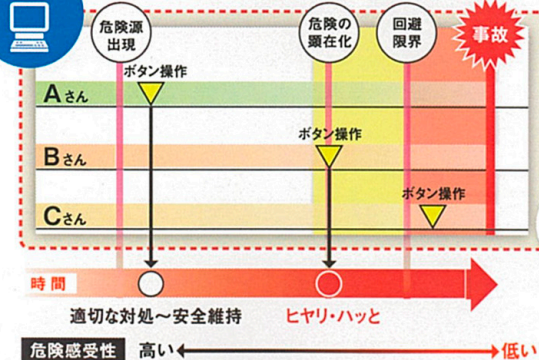 危険源
出現
危険の
顕在化
回避
限界
事故
ボタン操作
Aさん
ボタン操作
Bさん
ボタン操作
Cさん
時間
適切な対処～安全維持
ヒヤリ・ハッと
危険感受性 高い 低い